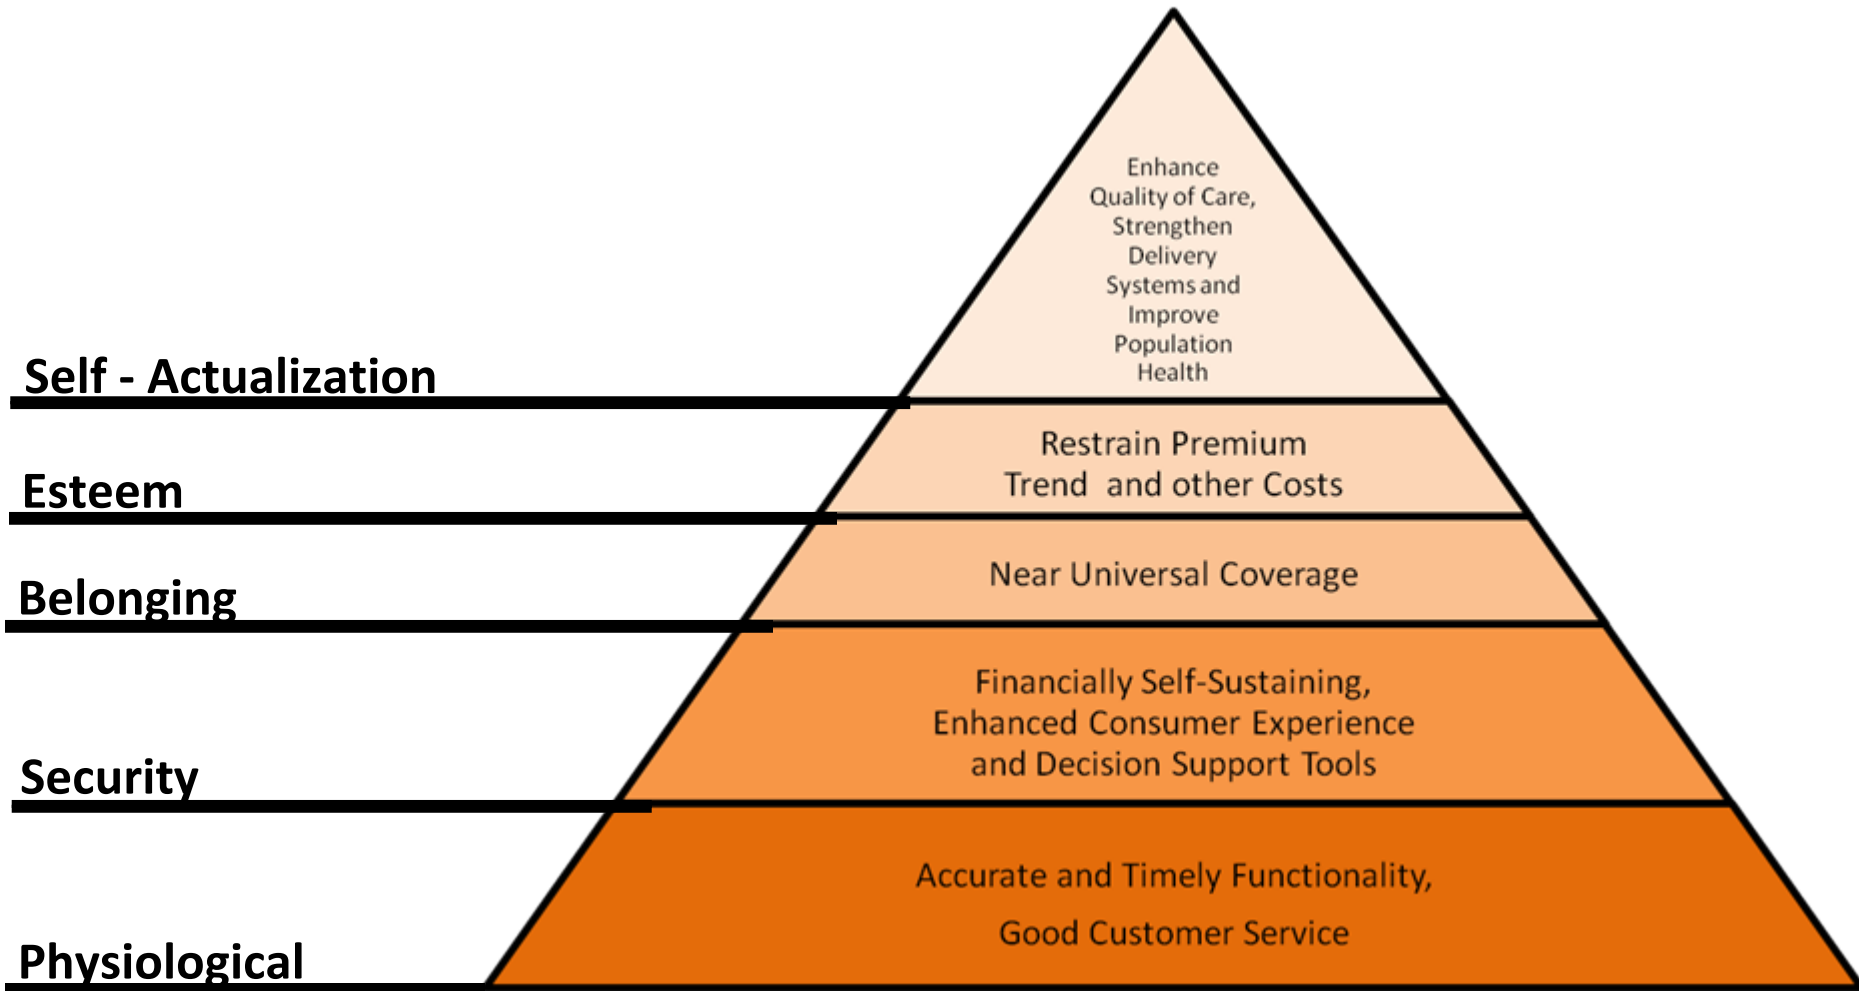 Enhance
Quality of Care,
Strengthen
Delivery
Systems and
Improve
Population
Health
Self - Actualization
Restrain Premium
Trend and other Costs
Esteem
Near Universal Coverage
Belonging
Financially Self-Sustaining,
Enhanced Consumer Experience
and Decision Support Tools
Security
Accurate and Timely Functionality,
Good Customer Service
Physiological